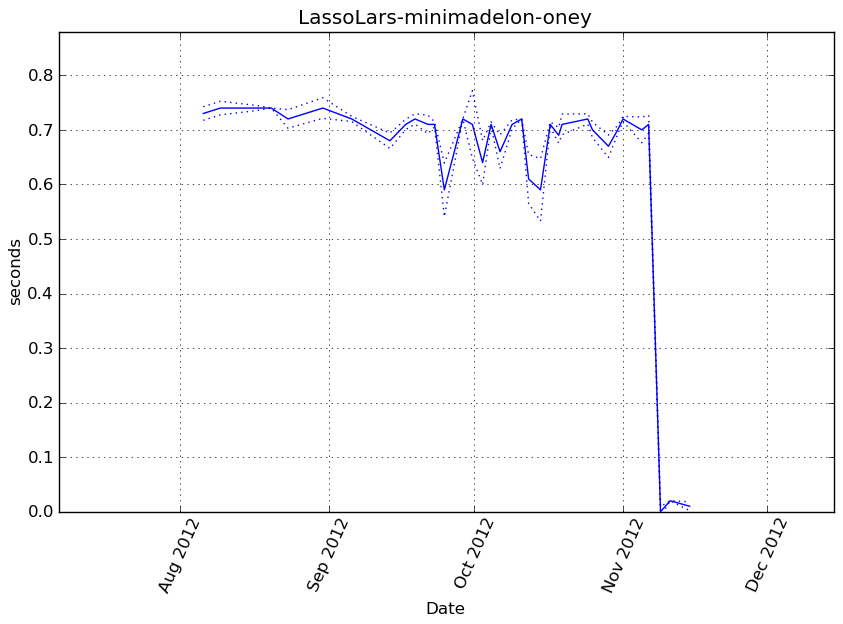 LassoLars-minimadelon-oney
0.8
0.7
0.6
0.5
0.4
0.3
0.2
0.1
0.0
seconds
Aug 2012
Sep 2012
Oct 2012
Nov 2012
Dec 2012
Date